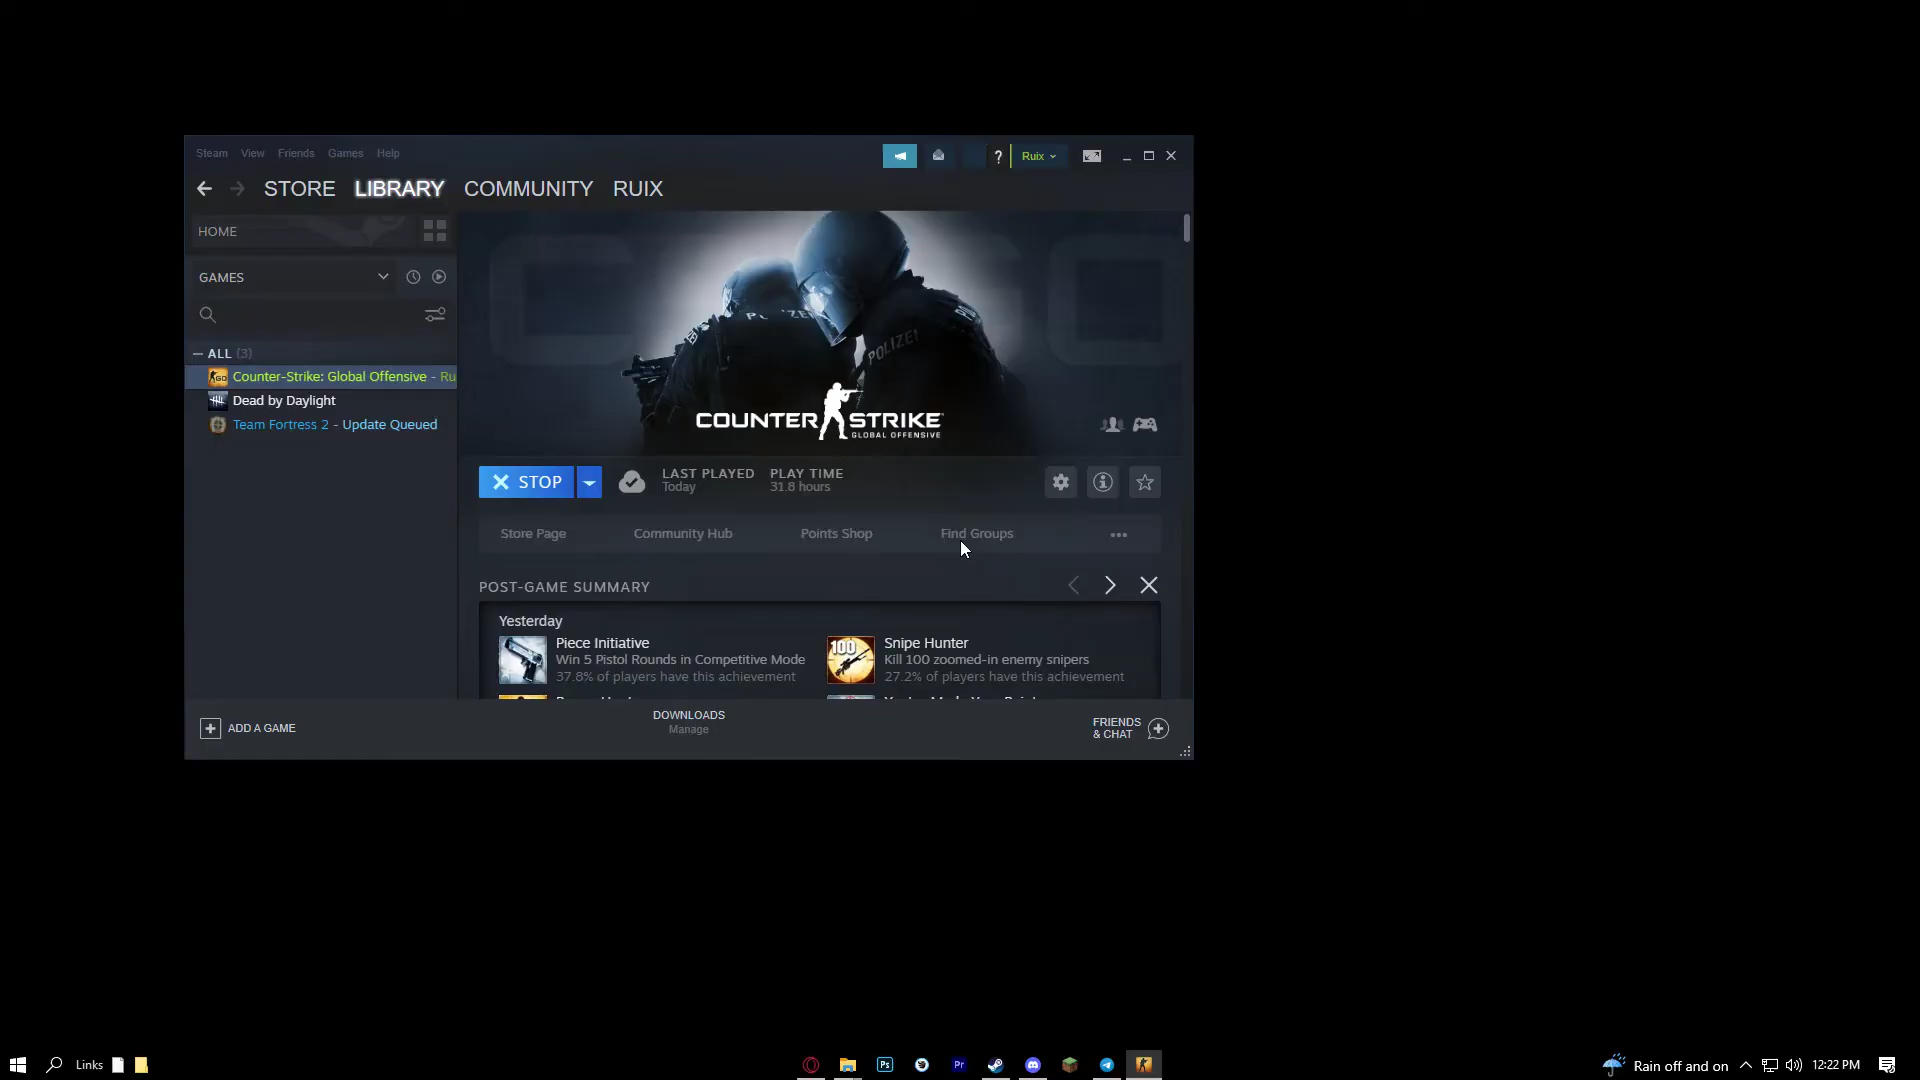 Steam View Friends Games Help
? Ruix
STORE LIBRARY COMMUNITY RUIX
HOME
GAMES
ALL (3)
Counter-Strike: Global Offensive - Ru
Dead by Daylight
Team Fortress 2 - Update Queued
POLIZEI
COUNTER STRIKE
GLOBAL OFFENSIVE
STOP
LAST PLAYED
Today
PLAY TIME
31.8 hours
Store Page Community Hub Points Shop Find Groups
POST-GAME SUMMARY
Yesterday
Piece Initiative
Win 5 Pistol Rounds in Competitive Mode
37.8% of players have this achievement
100
Snipe Hunter
Kill 100 zoomed-in enemy snipers
27.2% of players have this achievement
ADD A GAME
DOWNLOADS
Manage
FRIENDS
& CHAT
Links
Ps
Pr
Rain off and on
12:22 PM